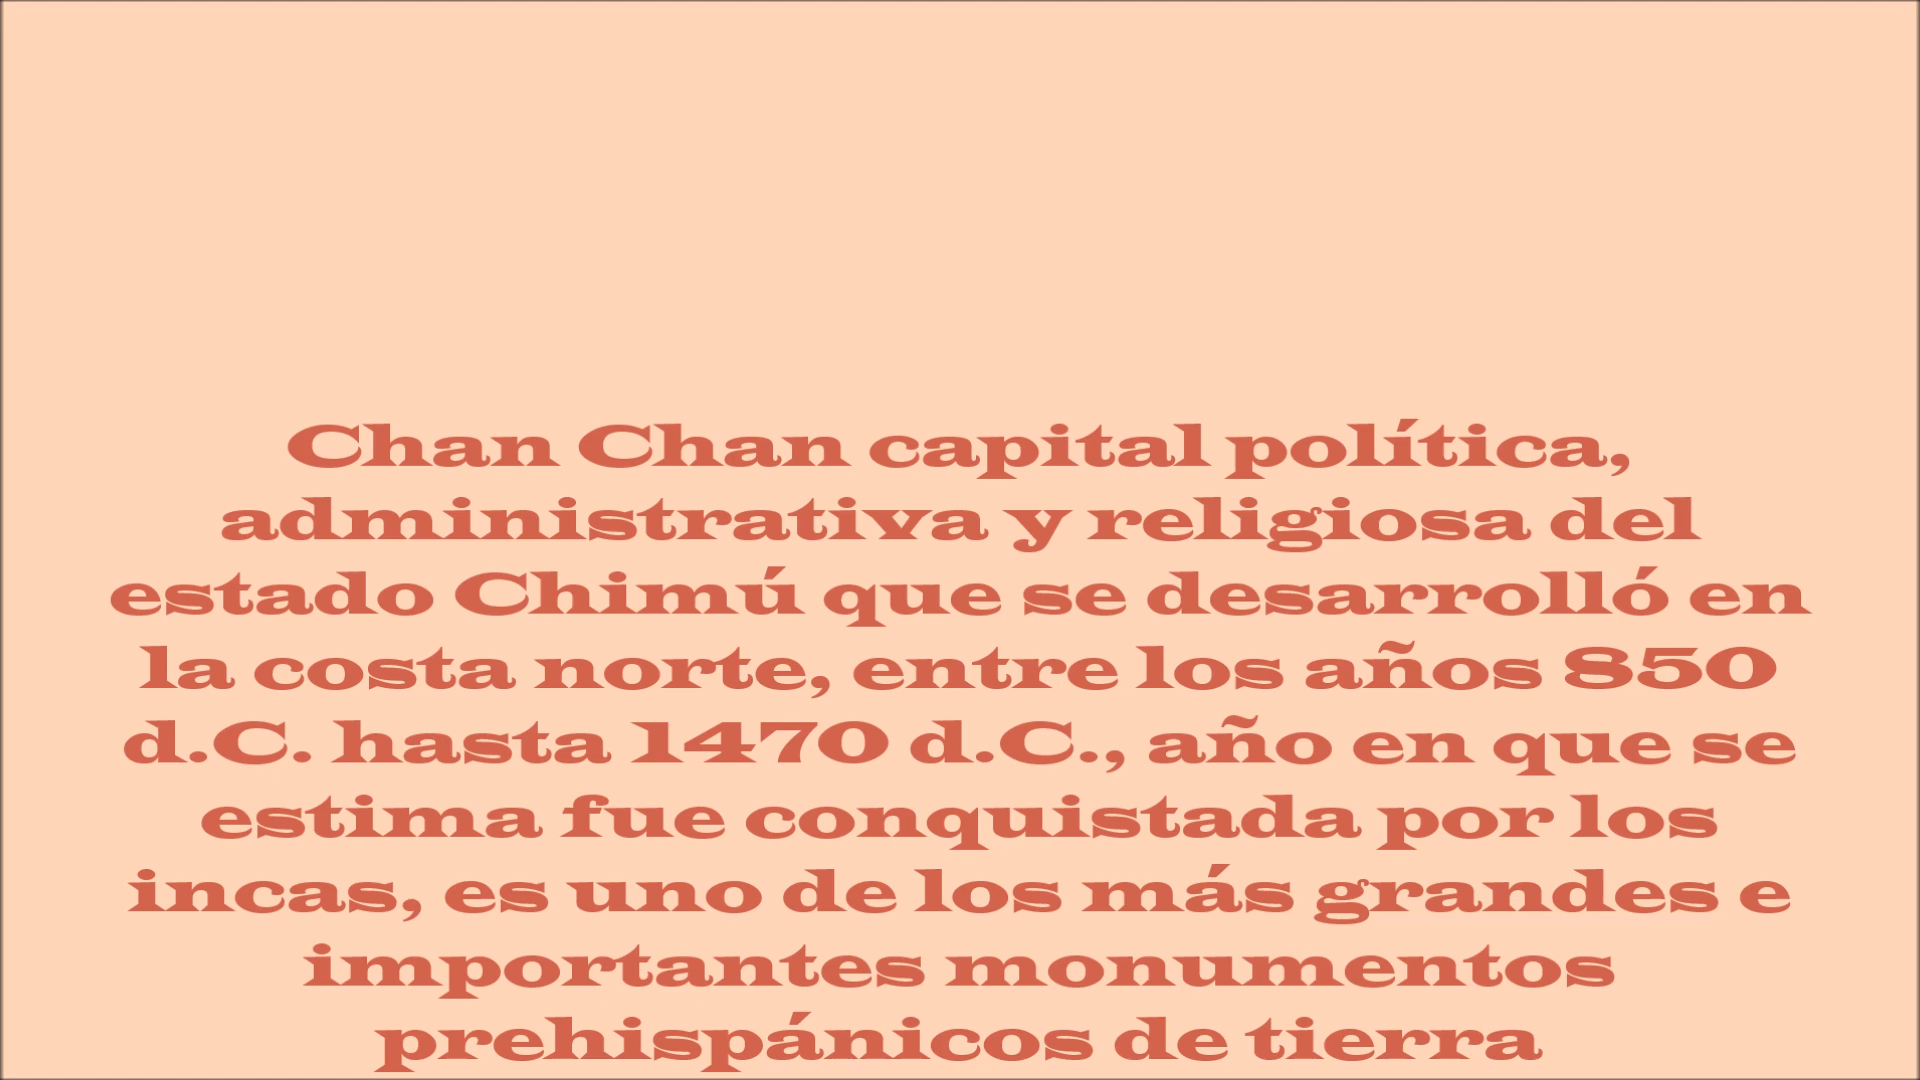 Chan Chan capital política,
administrativa y religiosa del
estado Chimú que se desarrolló en
la costa norte, entre los años 850
d.C. hasta 1470 d.C., año en que se
estima fue conquistada por los
incas, es uno de los más grandes e
importantes monumentos
prehispánicos de tierra